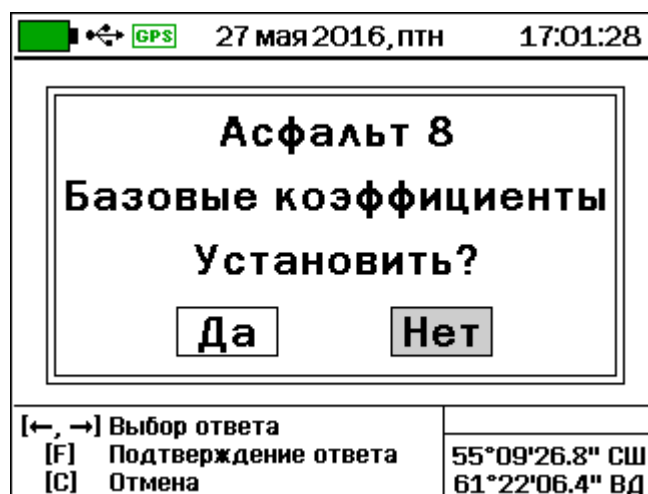 GPS 27 мая 2016, птн 17:01:28
Асфальт 8
Базовые коэффициенты
Установить?
Да Нет
[←, →] Выбор ответа
[F] Подтверждение ответа
[C] Отмена
55°09'26.8" СШ
61°22'06.4" ВД